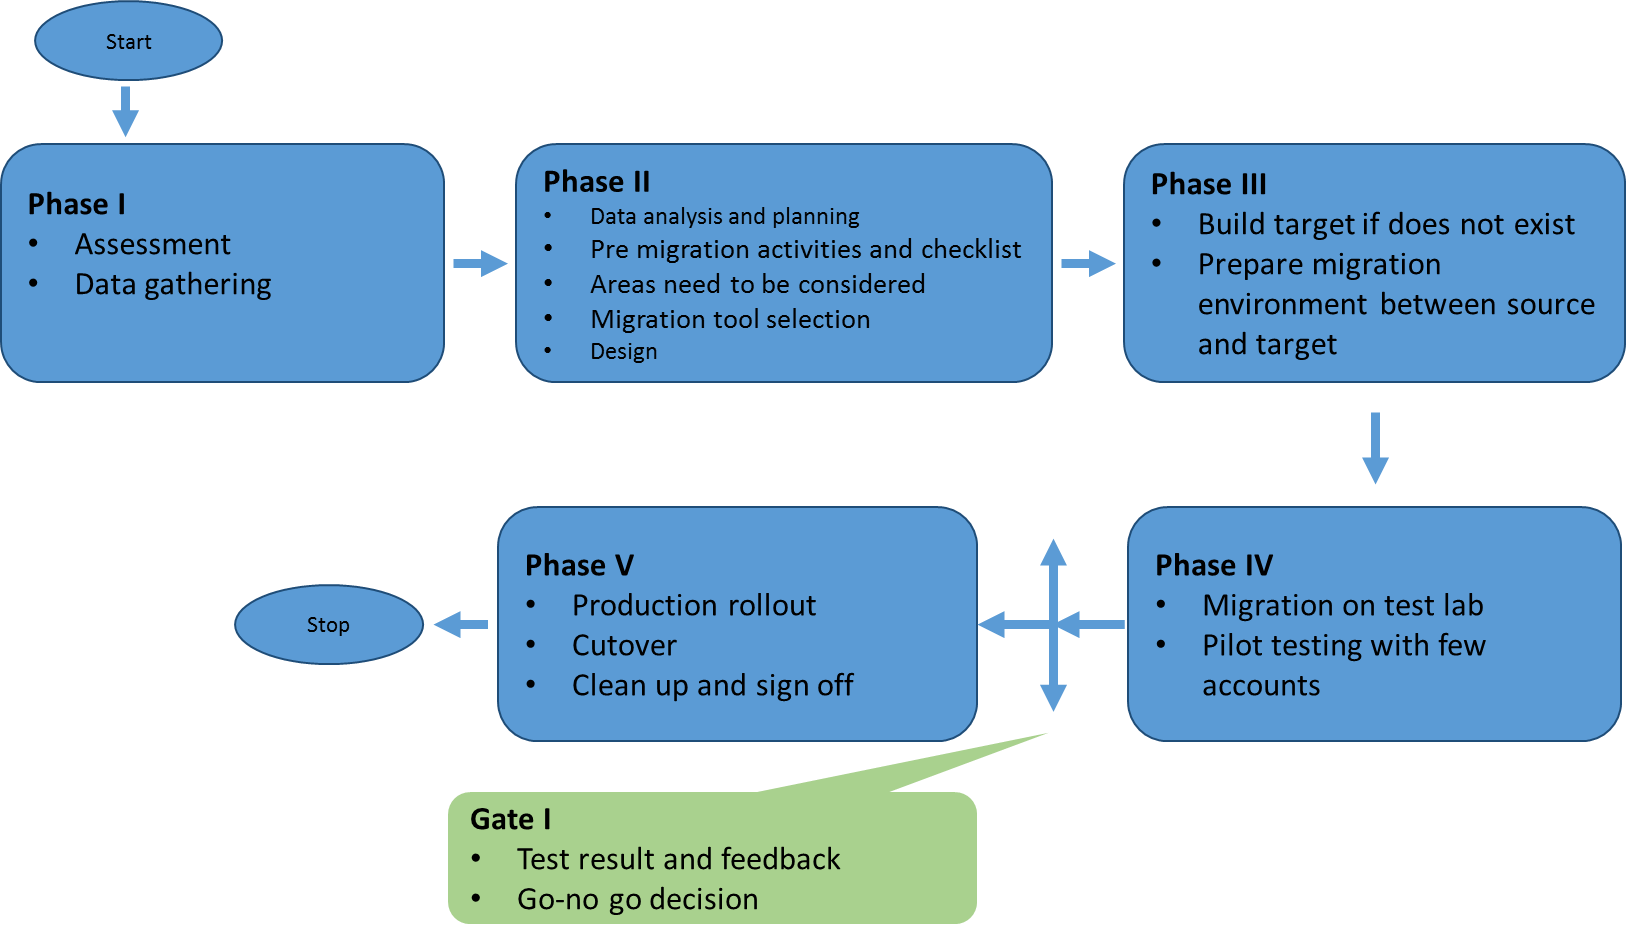 Start
Phase I
• Assessment
• Data gathering
Phase II
• Data analysis and planning
• Pre migration activities and checklist
• Areas need to be considered
• Migration tool selection
• Design
Phase III
• Build target if does not exist
• Prepare migration
environment between source
and target
Phase IV
• Migration on test lab
• Pilot testing with few
accounts
Phase V
• Production rollout
• Cutover
• Clean up and sign off
Stop
Gate I
• Test result and feedback
• Go-no go decision